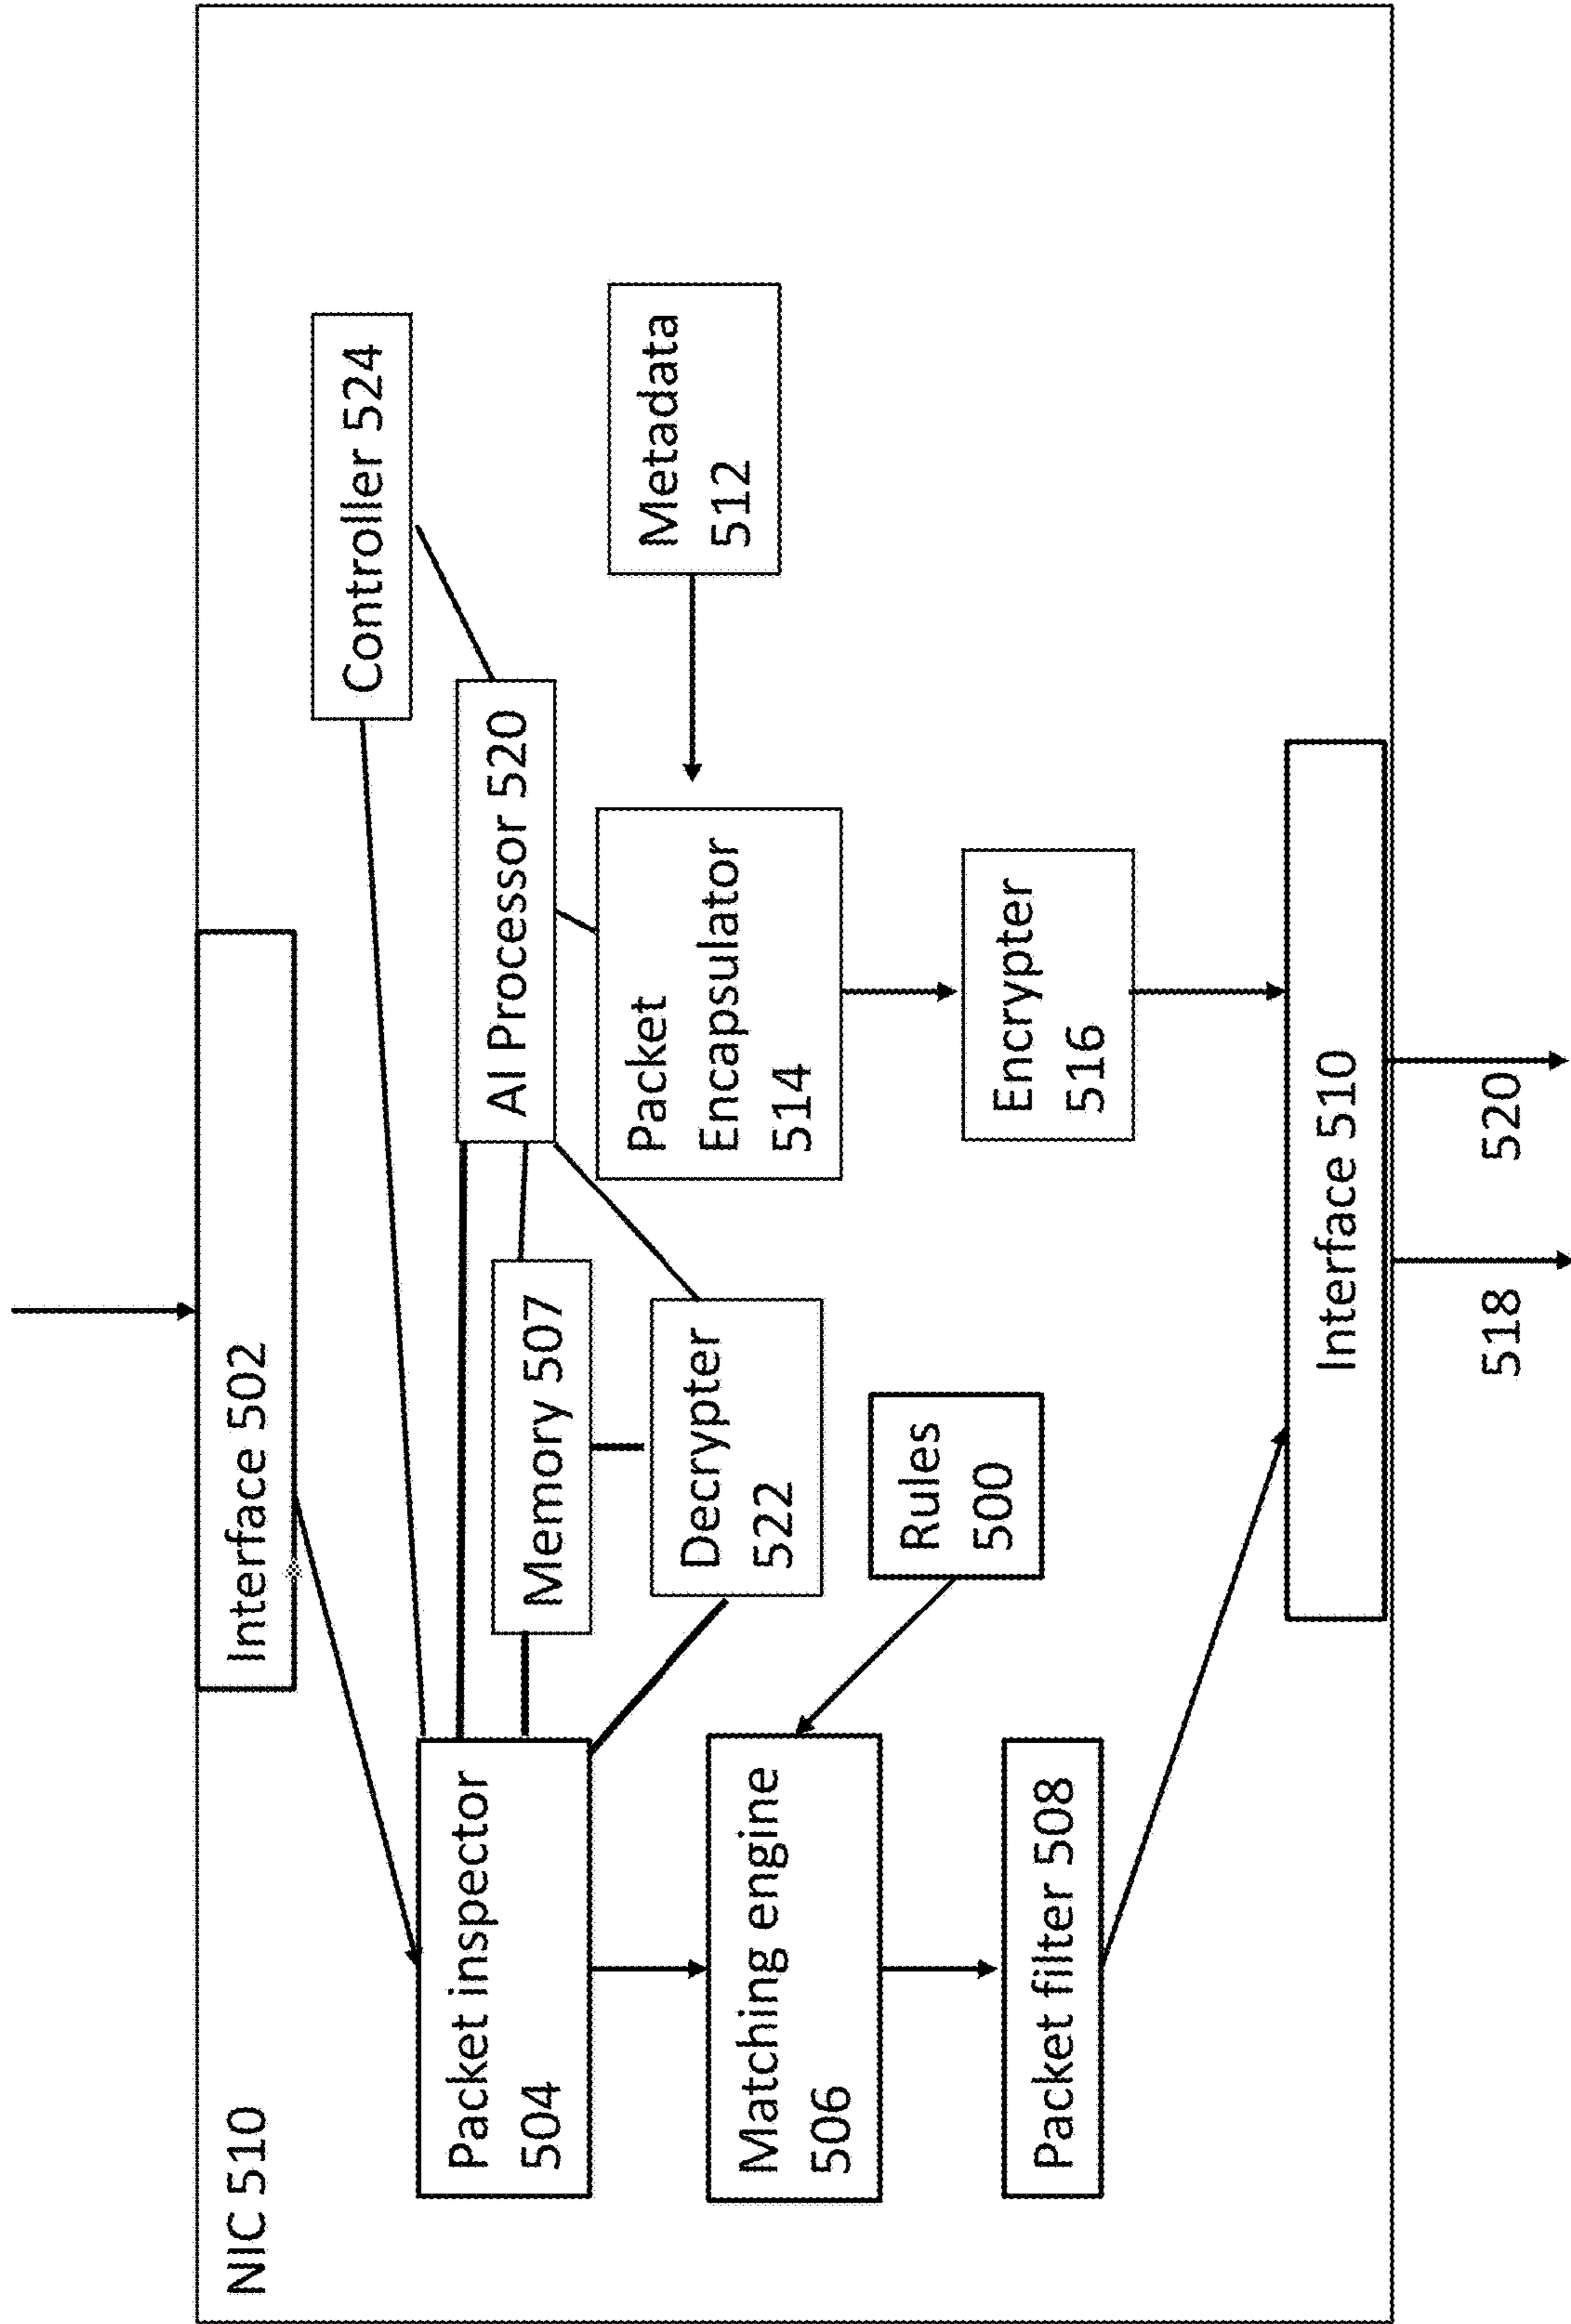 NIC 510
Interface 502
Controller 524
Packet inspector
504
AI Processor 520
Memory 507
Metadata
512
Decrypter
522
Packet
Encapsulator
514
Matching engine
506
Rules
500
Encrypter
516
Packet filter 508
Interface 510
518
520